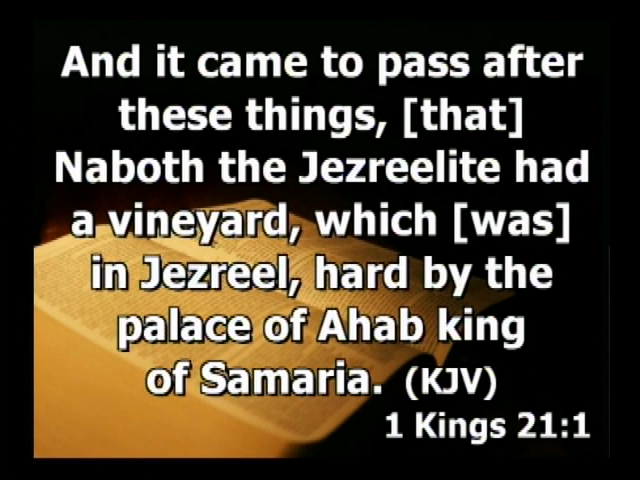 And it came to pass after
these things, [that]
Naboth the Jezreelite had
a vineyard, which [was]
in Jezreel, hard by the
palace of Ahab king
of Samaria. (KJV)
1 Kings 21:1